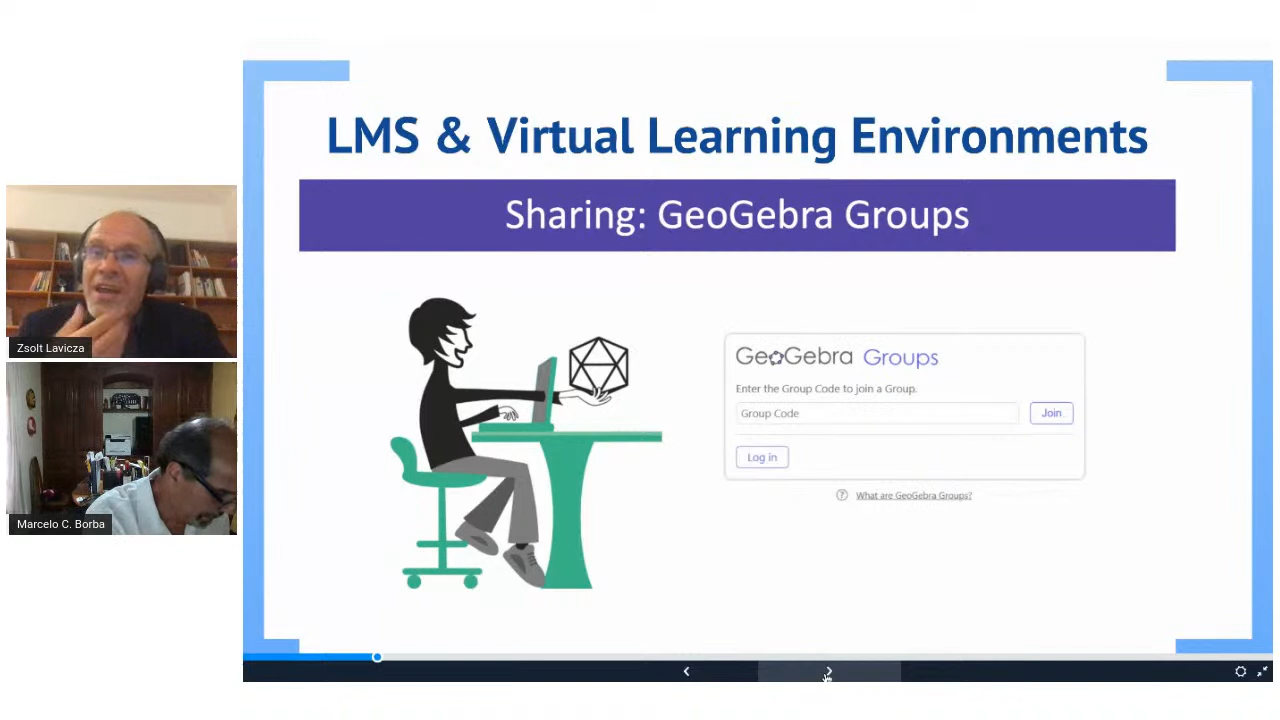 LMS & Virtual Learning Environments
Sharing: GeoGebra Groups
Zsolt Lavicza
Marcelo C. Borba
GeoGebra Groups
Enter the Group Code to join a Group.
Group Code
Join
Log in
? What are GeoGebra Groups?